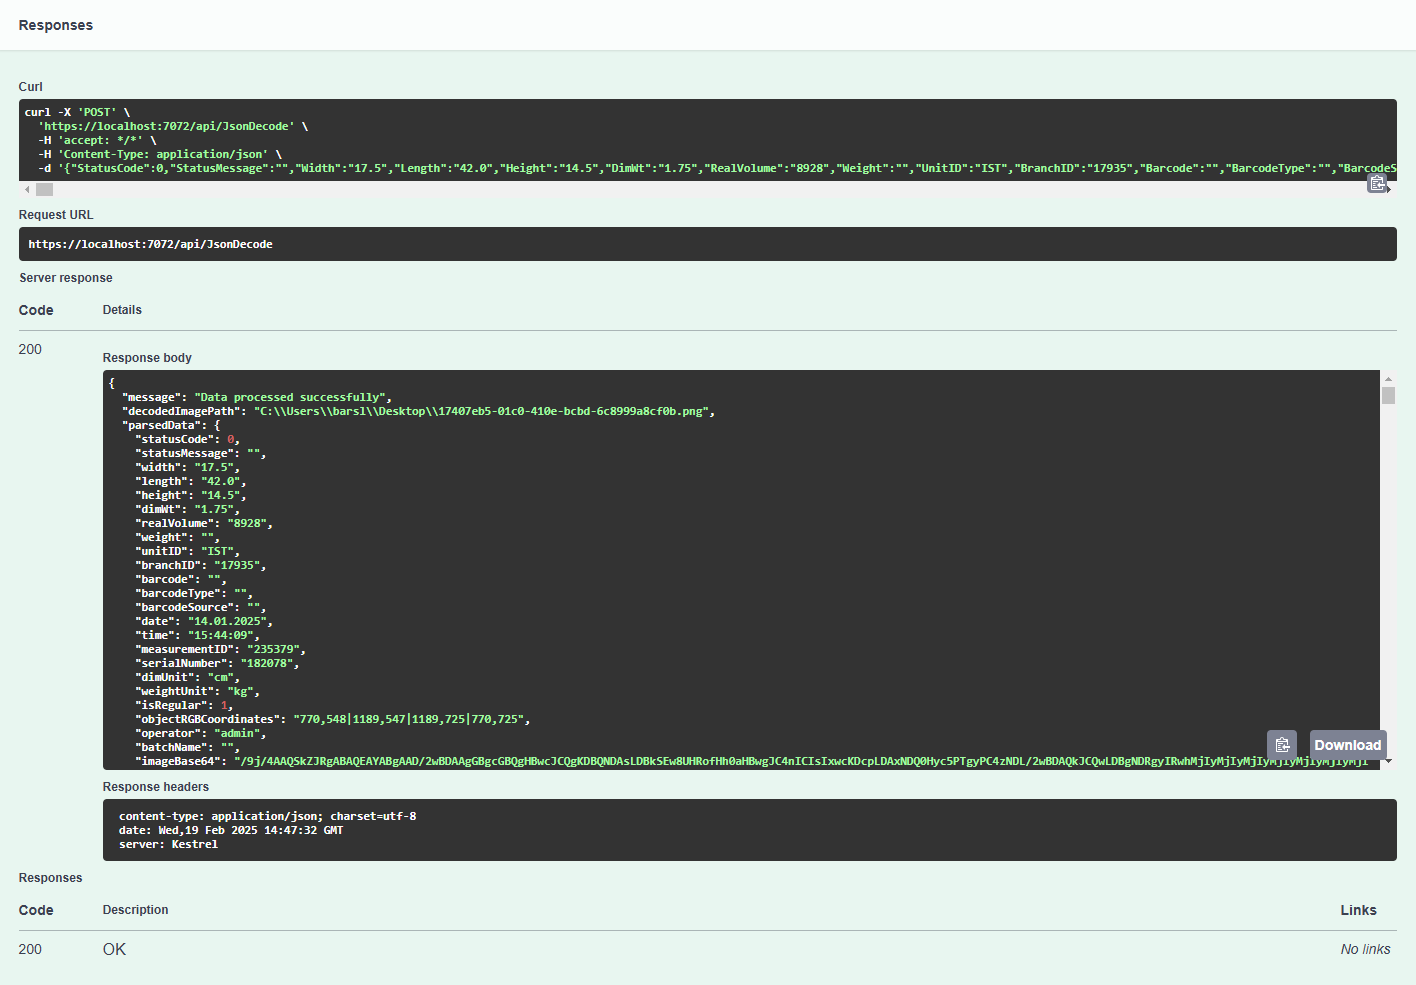 Responses
Curl
curl -X 'POST' \
'https://localhost:7072/api/JsonDecode' \
-H 'accept: */*' \
-H 'Content-Type: application/json' \
-d '{"StatusCode":0,"StatusMessage":"","Width":"17.5","Length":"42.0","Height":"14.5","DimWt":"1.75","RealVolume":"8928","Weight":"","UnitID":"IST","BranchID":"17935","Barcode":"","BarcodeType":"","BarcodeS
Request URL
https://localhost:7072/api/JsonDecode
Server response
Code Details
200
Response body
{
"message": "Data processed successfully",
"decodedImagePath": "C:\\Users\\barsl\\Desktop\\17407eb5-01c0-410e-bcbd-6c8999a8cf0b.png",
"parsedData": {
"statusCode": 0,
"statusMessage": "",
"width": "17.5",
"length": "42.0",
"height": "14.5",
"dimWt": "1.75",
"realVolume": "8928",
"weight": "",
"unitID": "IST",
"branchID": "17935",
"barcode": "",
"barcodeType": "",
"barcodeSource": "",
"date": "14.01.2025",
"time": "15:44:09",
"measurementID": "235379",
"serialNumber": "182078",
"dimUnit": "cm",
"weightUnit": "kg",
"isRegular": 1,
"objectRGBCoordinates": "770,548|1189,547|1189,725|770,725",
"operator": "admin",
"batchName": "",
"imageBase64":
Download
Response headers
content-type: application/json; charset=utf-8
date: Wed,19 Feb 2025 14:47:32 GMT
server: Kestrel
Responses
Code Description Links
200 OK No links